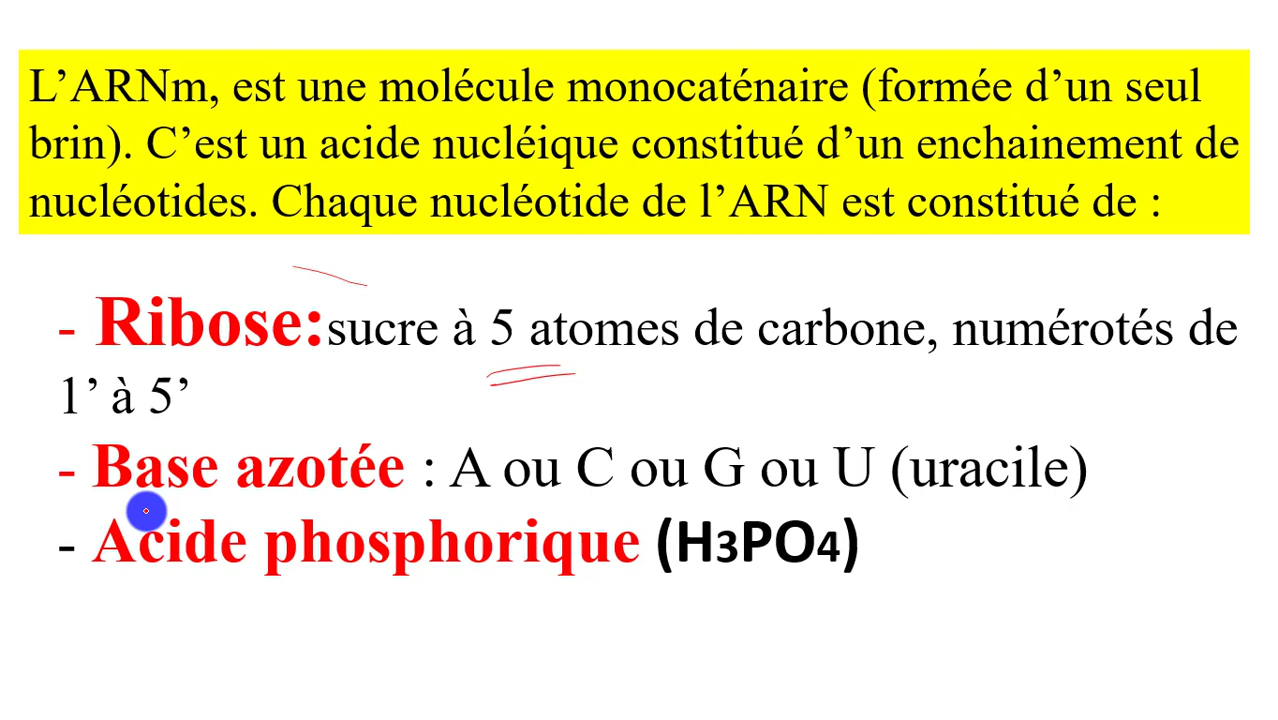 L’ARNm, est une molécule monocaténaire (formée d’un seul
brin). C’est un acide nucléique constitué d’un enchainement de
nucléotides. Chaque nucléotide de l’ARN est constitué de :
- Ribose:sucre à 5 atomes de carbone, numérotés de
1’ à 5’
- Base azotée : A ou C ou G ou U (uracile)
- Acide phosphorique (H3PO4)